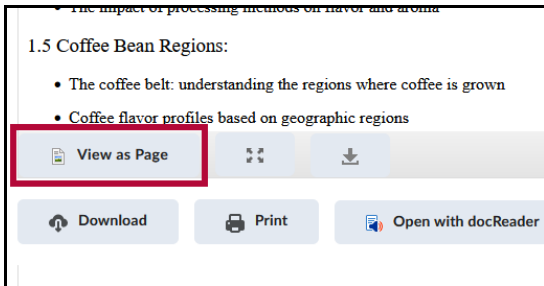 The impact of processing methods on flavor and aroma
1.5 Coffee Bean Regions:
The coffee belt: understanding the regions where coffee is grown
Coffee flavor profiles based on geographic regions
View as Page
Download Print Open with docReader